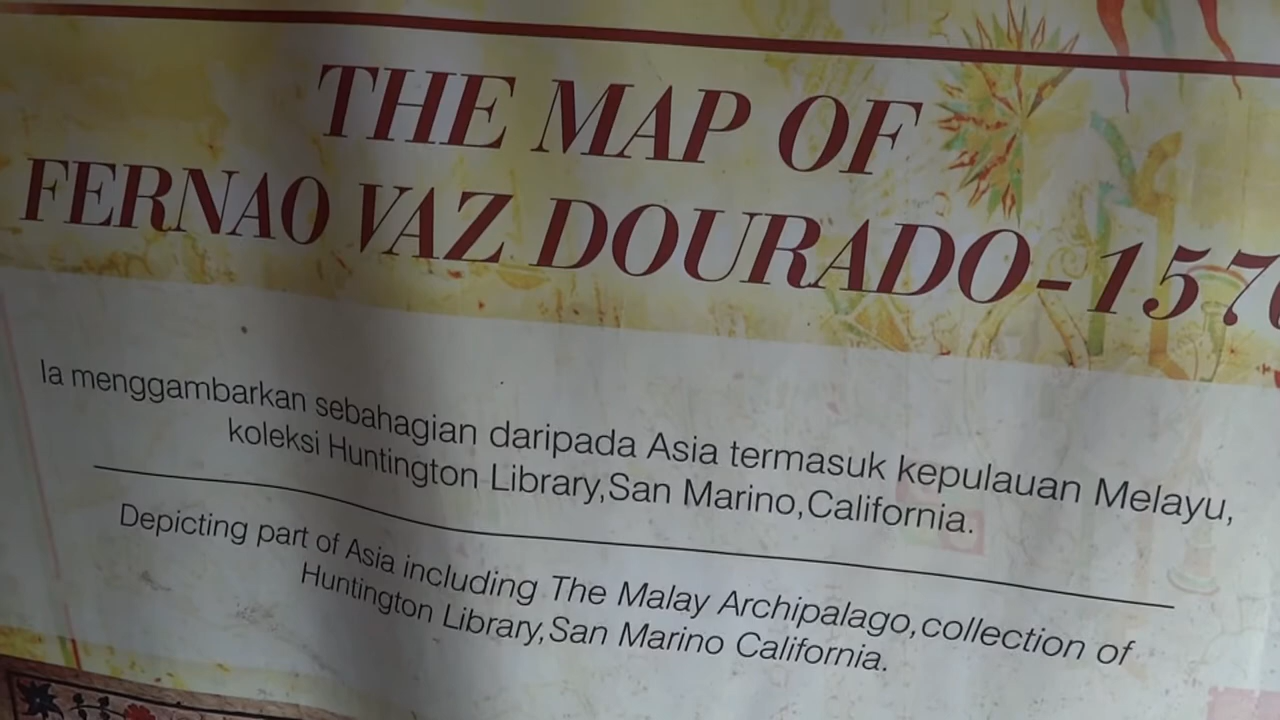 THE MAP OF
FERNAO VAZ DOURADO-157
Ia menggambarkan sebahagian daripada Asia termasuk kepulauan Melayu,
koleksi Huntington Library,San Marino,California.
Depicting part of Asia including The Malay Archipalago,collection of
Huntington Library,San Marino California.